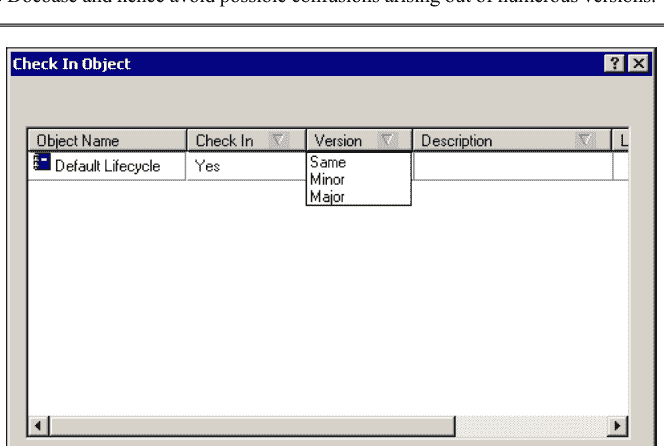 Docbase and hence avoid possible confusions arising out of numerous versions.
Check In Object
Object Name Check In Version Description L
Default Lifecycle Yes Same
Minor
Major